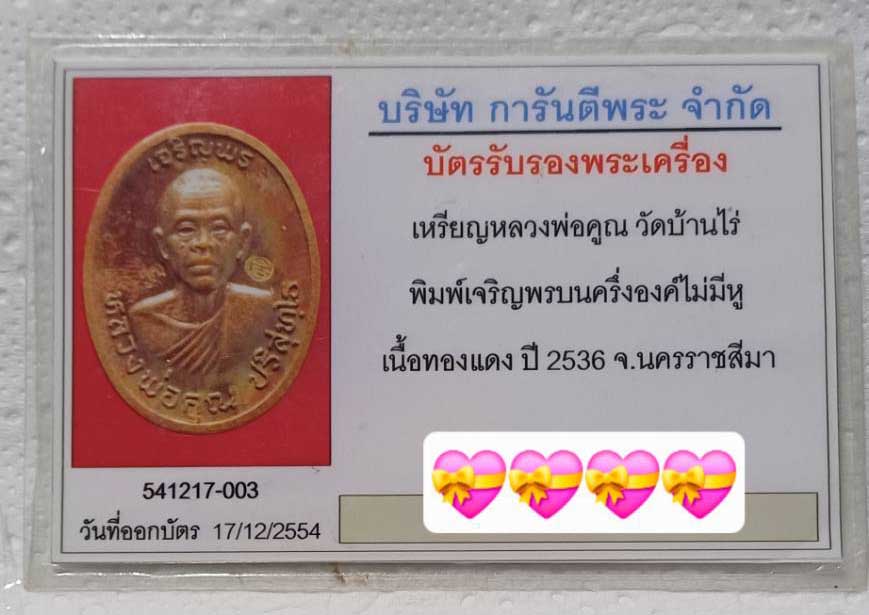 บริษัท การันตีพระ จำกัด
บัตรรับรองพระเครื่อง
เหรียญหลวงพ่อคูณ วัดบ้านไร่
พิมพ์เจริญพรบนครึ่งองค์ไม่มีหู
เนื้อทองแดง ปี 2536 จ.นครราชสีมา
เจริญพร
หลวงพ่อคูณ ปริสุทฺโธ
541217-003
วันที่ออกบัตร 17/12/2554